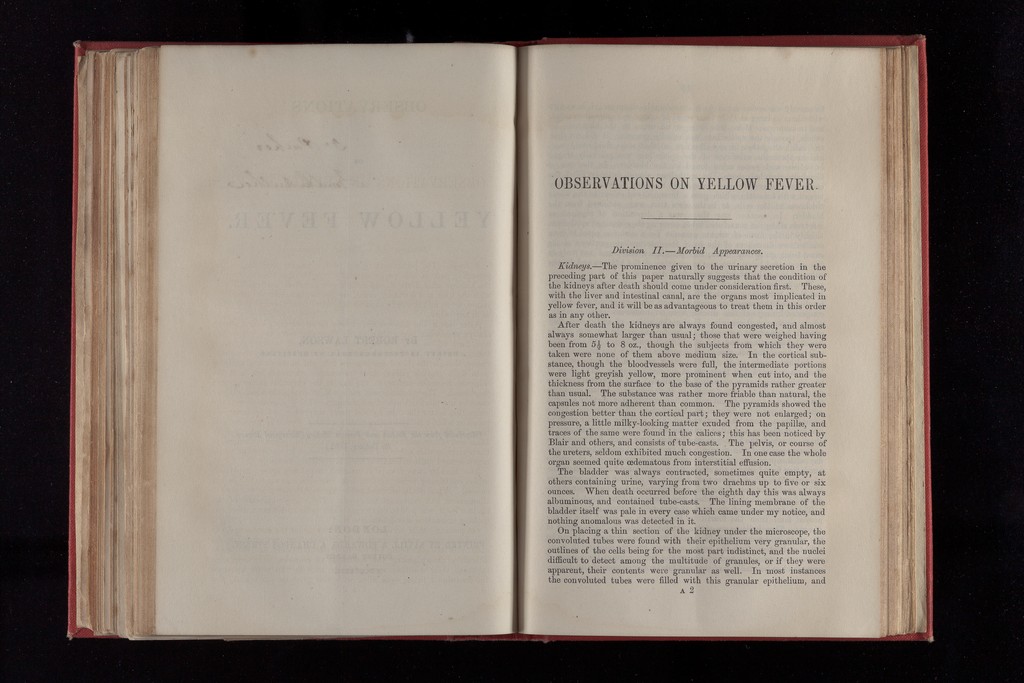 OBSERVATIONS ON YELLOW FEVER.
Division II.—Morbid Appearances.
Kidneys.—The prominence given to the urinary secretion in the
preceding part of this paper naturally suggests that the condition of
the kidneys after death should come under consideration first. These,
with the liver and intestinal canal, are the organs most implicated in
yellow fever, and it will be as advantageous to treat them in this order
as in any other.
After death the kidneys are always found congested, and almost
always somewhat larger than usual; those that were weighed having
been from 5½ to 8 oz., though the subjects from which they were
taken were none of them above medium size. In the cortical sub-
stance, though the bloodvessels were full, the intermediate portions
were light greyish yellow, more prominent when cut into, and the
thickness from the surface to the base of the pyramids rather greater
than usual. The substance was rather more friable than natural, the
capsules not more adherent than common. The pyramids showed the
congestion better than the cortical part; they were not enlarged; on
pressure, a little milky-looking matter exuded from the papillæ, and
traces of the same were found in the calices; this has been noticed by
Blair and others, and consists of tube-casts. The pelvis, or course of
the ureters, seldom exhibited much congestion. In one case the whole
organ seemed quite œdematous from interstitial effusion.
The bladder was always contracted, sometimes quite empty, at
others containing urine, varying from two drachms up to five or six
ounces. When death occurred before the eighth day this was always
albuminous, and contained tube-casts. The lining membrane of the
bladder itself was pale in every case which came under my notice, and
nothing anomalous was detected in it.
On placing a thin section of the kidney under the microscope, the
convoluted tubes were found with their epithelium very granular, the
outlines of the cells being for the most part indistinct, and the nuclei
difficult to detect among the multitude of granules, or if they were
apparent, their contents were granular as well. In most instances
the convoluted tubes were filled with this granular epithelium, and
A 2